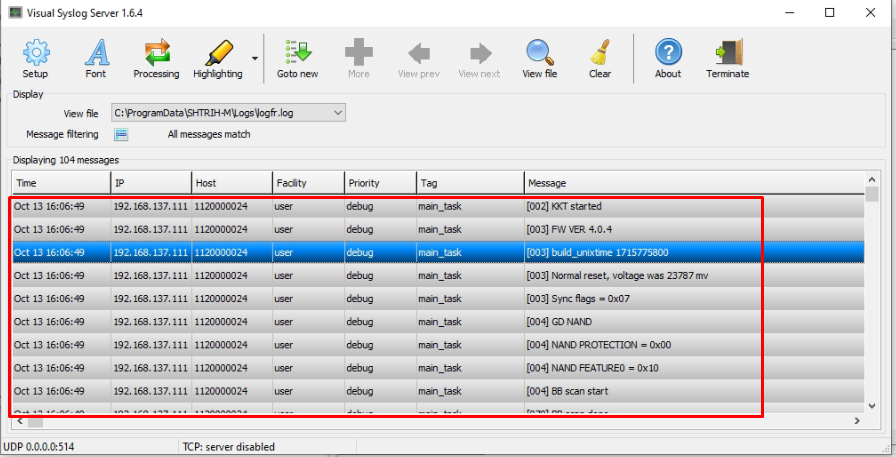 Visual Syslog Server 1.6.4
Setup Font Processing Highlighting Goto new More View prev View next View file Clear About Terminate
Display
View file C:\ProgramData\SHTRIH-M\Logs\logfr.log
Message filtering All messages match
Displaying 104 messages
Time IP Host Facility Priority Tag Message
Oct 13 16:06:49 192.168.137.111 1120000024 user debug main_task [002] KKT started
Oct 13 16:06:49 192.168.137.111 1120000024 user debug main_task [003] FW VER 4.0.4
Oct 13 16:06:49 192.168.137.111 1120000024 user debug main_task [003] build_unixtime 1715775800
Oct 13 16:06:49 192.168.137.111 1120000024 user debug main_task [003] Normal reset, voltage was 23787 mv
Oct 13 16:06:49 192.168.137.111 1120000024 user debug main_task [003] Sync flags = 0x07
Oct 13 16:06:49 192.168.137.111 1120000024 user debug main_task [004] GD NAND
Oct 13 16:06:49 192.168.137.111 1120000024 user debug main_task [004] NAND PROTECTION = 0x00
Oct 13 16:06:49 192.168.137.111 1120000024 user debug main_task [004] NAND FEATURE0 = 0x10
Oct 13 16:06:49 192.168.137.111 1120000024 user debug main_task [004] BB scan start
UDP 0.0.0.0:514 TCP: server disabled